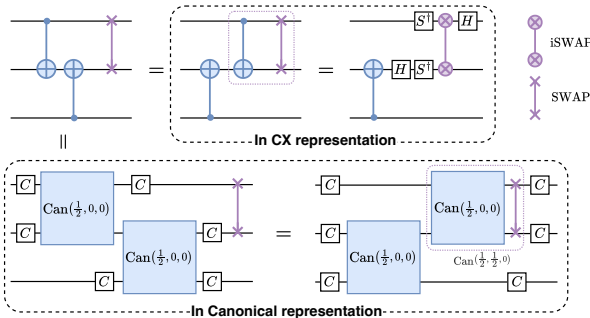 S† H
iSWAP
= = H S†
SWAP
In CX representation
=
C C C
Can(1/2, 0, 0) Can(1/2, 0, 0)
C C = C C
Can(1/2, 0, 0) Can(1/2, 0, 0) Can(1/2, 1/2, 0)
C C C C
In Canonical representation